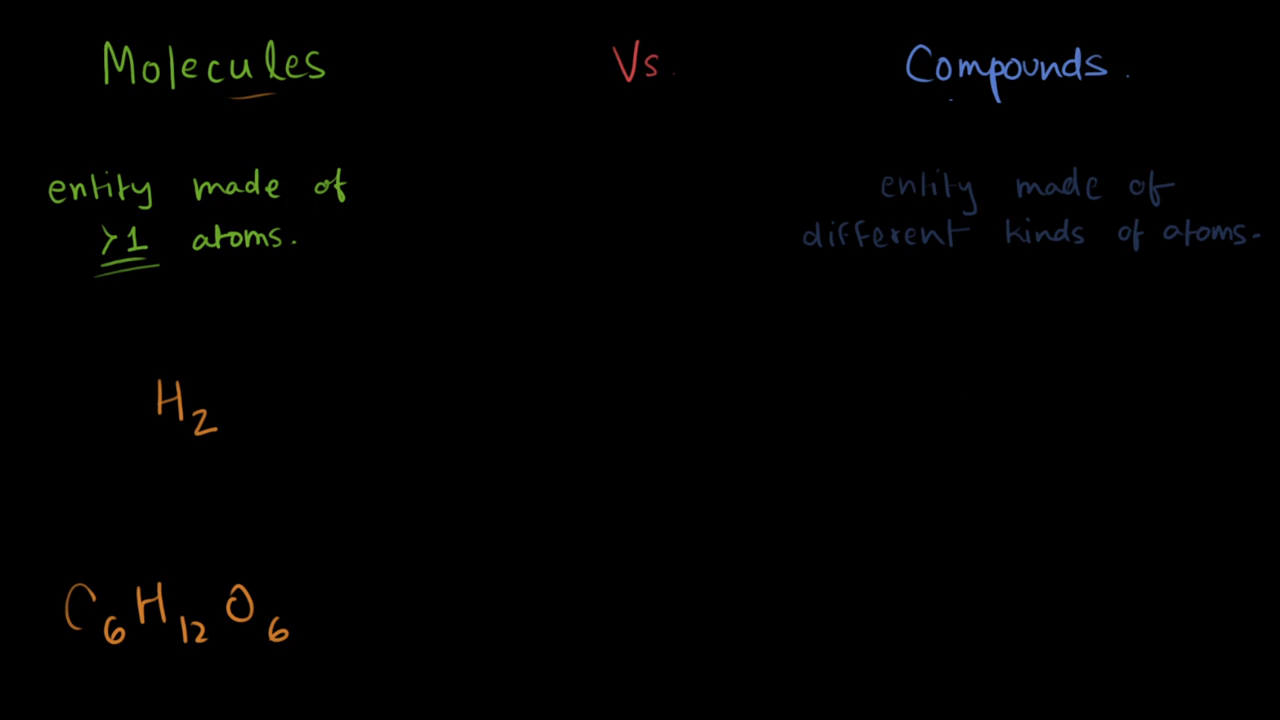 Molecules Vs. Compounds.
entity made of
>1 atoms.
entity made of
different kinds of atoms.
H₂
C₆H₁₂O₆